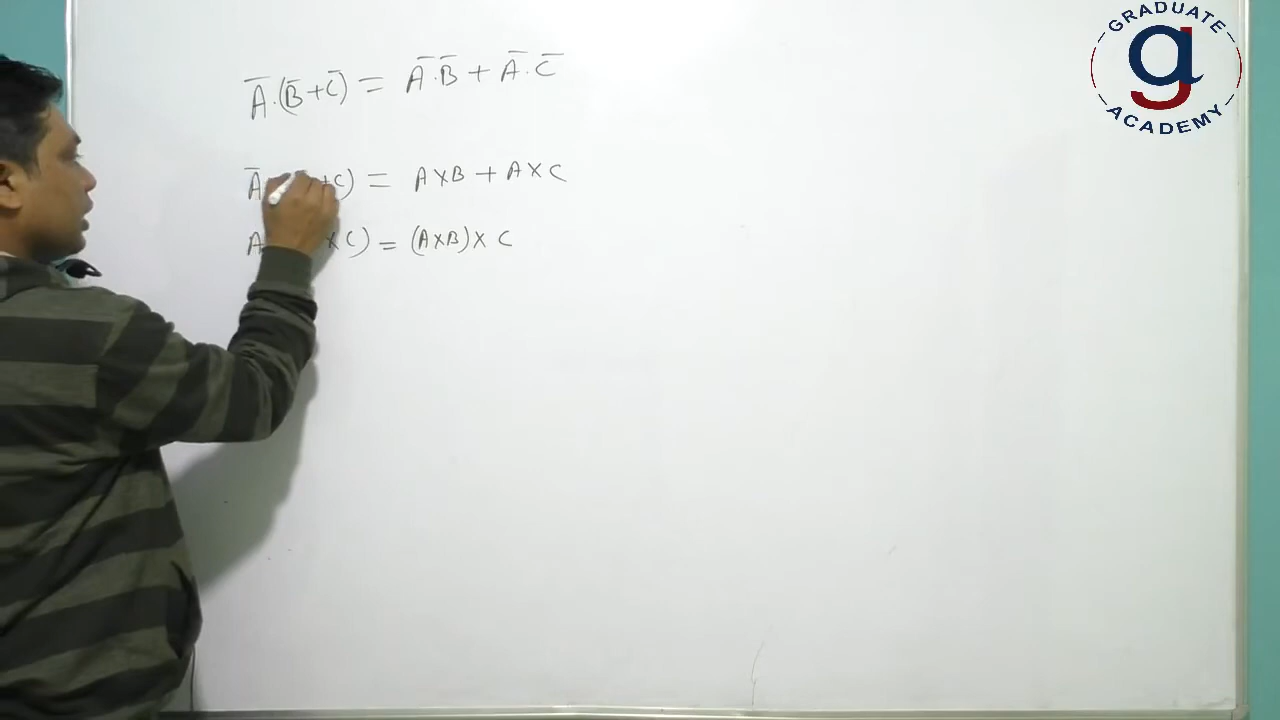 GRADUATE
a
g
ACADEMY
A̅.(B̅+C̅) = A̅.B̅ + A̅.C̅
A̅ +C) = A×B + A×C
A ×C) = (A×B)× C